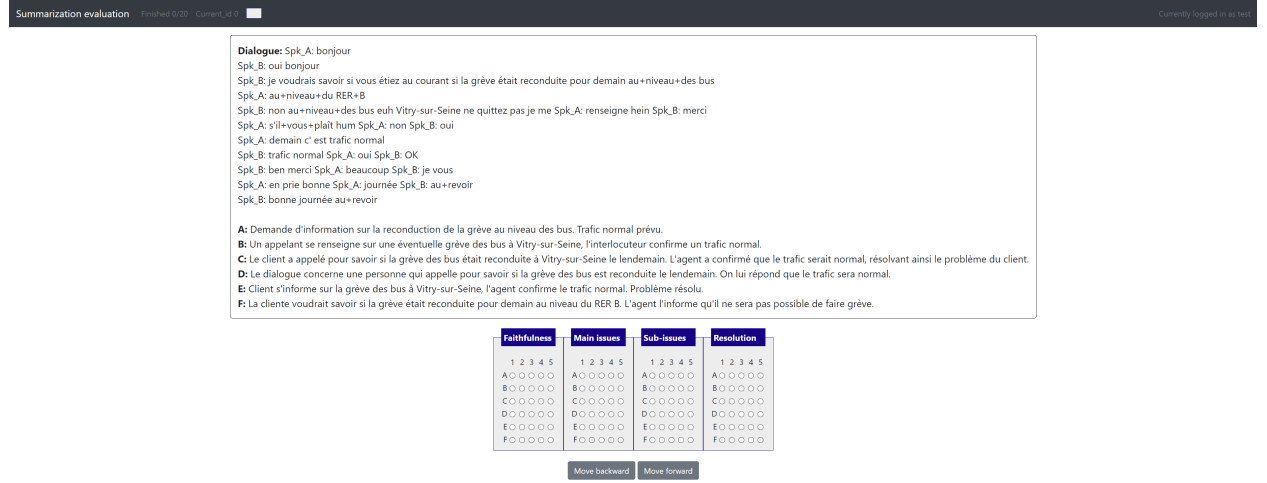 Summarization evaluation Finished 0/20 Current_id 0 Currently logged in as test
Dialogue: Spk_A: bonjour
Spk_B: oui bonjour
Spk_B: je voudrais savoir si vous étiez au courant si la grève était reconduite pour demain au+niveau+des bus
Spk_A: au+niveau+du RER+B
Spk_B: non au+niveau+des bus euh Vitry-sur-Seine ne quittez pas je me Spk_A: renseigne hein Spk_B: merci
Spk_A: s'il+vous+plaît hum Spk_A: non Spk_B: oui
Spk_A: demain c' est trafic normal
Spk_B: trafic normal Spk_A: oui Spk_B: OK
Spk_B: ben merci Spk_A: beaucoup Spk_B: je vous
Spk_A: en prie bonne Spk_A: journée Spk_B: au+revoir
Spk_B: bonne journée au+revoir
A: Demande d'information sur la reconduction de la grève au niveau des bus. Trafic normal prévu.
B: Un appelant se renseigne sur une éventuelle grève des bus à Vitry-sur-Seine, l'interlocuteur confirme un trafic normal.
C: Le client a appelé pour savoir si la grève des bus était reconduite à Vitry-sur-Seine le lendemain. L'agent a confirmé que le trafic serait normal, résolvant ainsi le problème du client.
D: Le dialogue concerne une personne qui appelle pour savoir si la grève des bus est reconduite le lendemain. On lui répond que le trafic sera normal.
E: Client s'informe sur la grève des bus à Vitry-sur-Seine, l'agent confirme le trafic normal. Problème résolu.
F: La cliente voudrait savoir si la grève était reconduite pour demain au niveau du RER B. L'agent l'informe qu'il ne sera pas possible de faire grève.
Faithfulness Main issues Sub-issues Resolution
1 2 3 4 5 1 2 3 4 5 1 2 3 4 5 1 2 3 4 5
A A A A
B B B B
C C C C
D D D D
E E E E
F F F F
Move backward Move forward